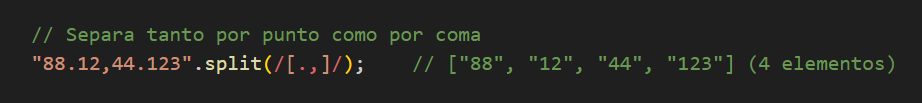 // Separa tanto por punto como por coma
"88.12,44.123".split(/[.,]/);    // ["88", "12", "44", "123"] (4 elementos)